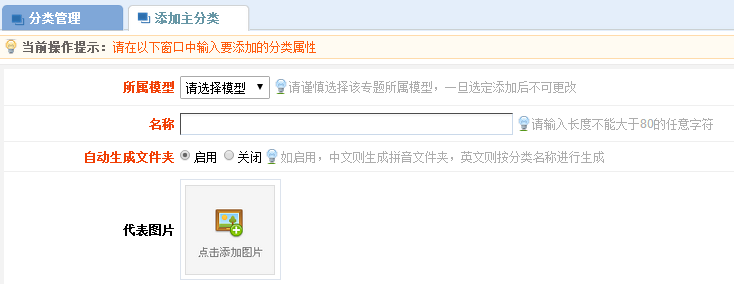 分类管理 添加主分类
当前操作提示：请在以下窗口中输入要添加的分类属性
所属模型 请选择模型 请谨慎选择该专题所属模型，一旦选定添加后不可更改
名称 请输入长度不能大于80的任意字符
自动生成文件夹 启用 关闭 如启用，中文则生成拼音文件夹，英文则按分类名称进行生成
代表图片
点击添加图片